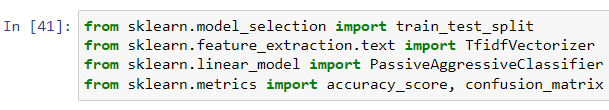 In [41]: from sklearn.model_selection import train_test_split
from sklearn.feature_extraction.text import TfidfVectorizer
from sklearn.linear_model import PassiveAggressiveClassifier
from sklearn.metrics import accuracy_score, confusion_matrix